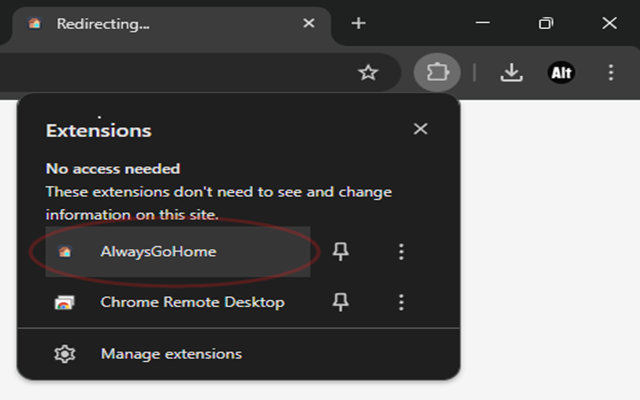 Redirecting...
Alt
Extensions
No access needed
These extensions don't need to see and change
information on this site.
AlwaysGoHome
Chrome Remote Desktop
Manage extensions